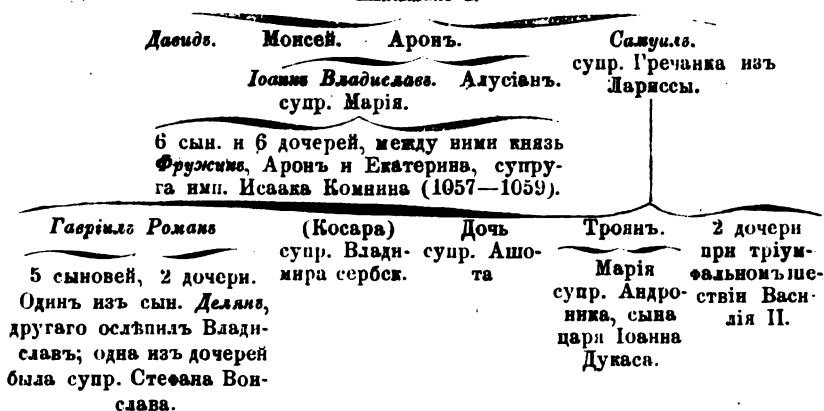 Давидъ. Моисей. Аронъ. Самуилъ.
супр. Гречанка изъ
Лариссы.
Іоаннъ Владиславъ. Алусіанъ.
супр. Марія.
6 сын. и 6 дочерей, между ними князь
Фружинъ, Аронъ и Екатерина, супру-
га имп. Исаака Комнина (1057—1059).
Гавріилъ Романъ
5 сыновей, 2 дочери.
Одинъ изъ сын. Делянъ,
другаго ослѣпилъ Влади-
славъ; одна из дочерей
была супр. Стефана Вои-
слава.
(Косара)
супр. Влади-
мира сербск.
Дочь
супр. Ашо-
та
Троянъ.
Марія
супр. Андро-
ника, сына
царя Іоанна
Дукаса.
2 дочери
при тріум-
фальномъ ше-
ствіи Васи-
лія II.